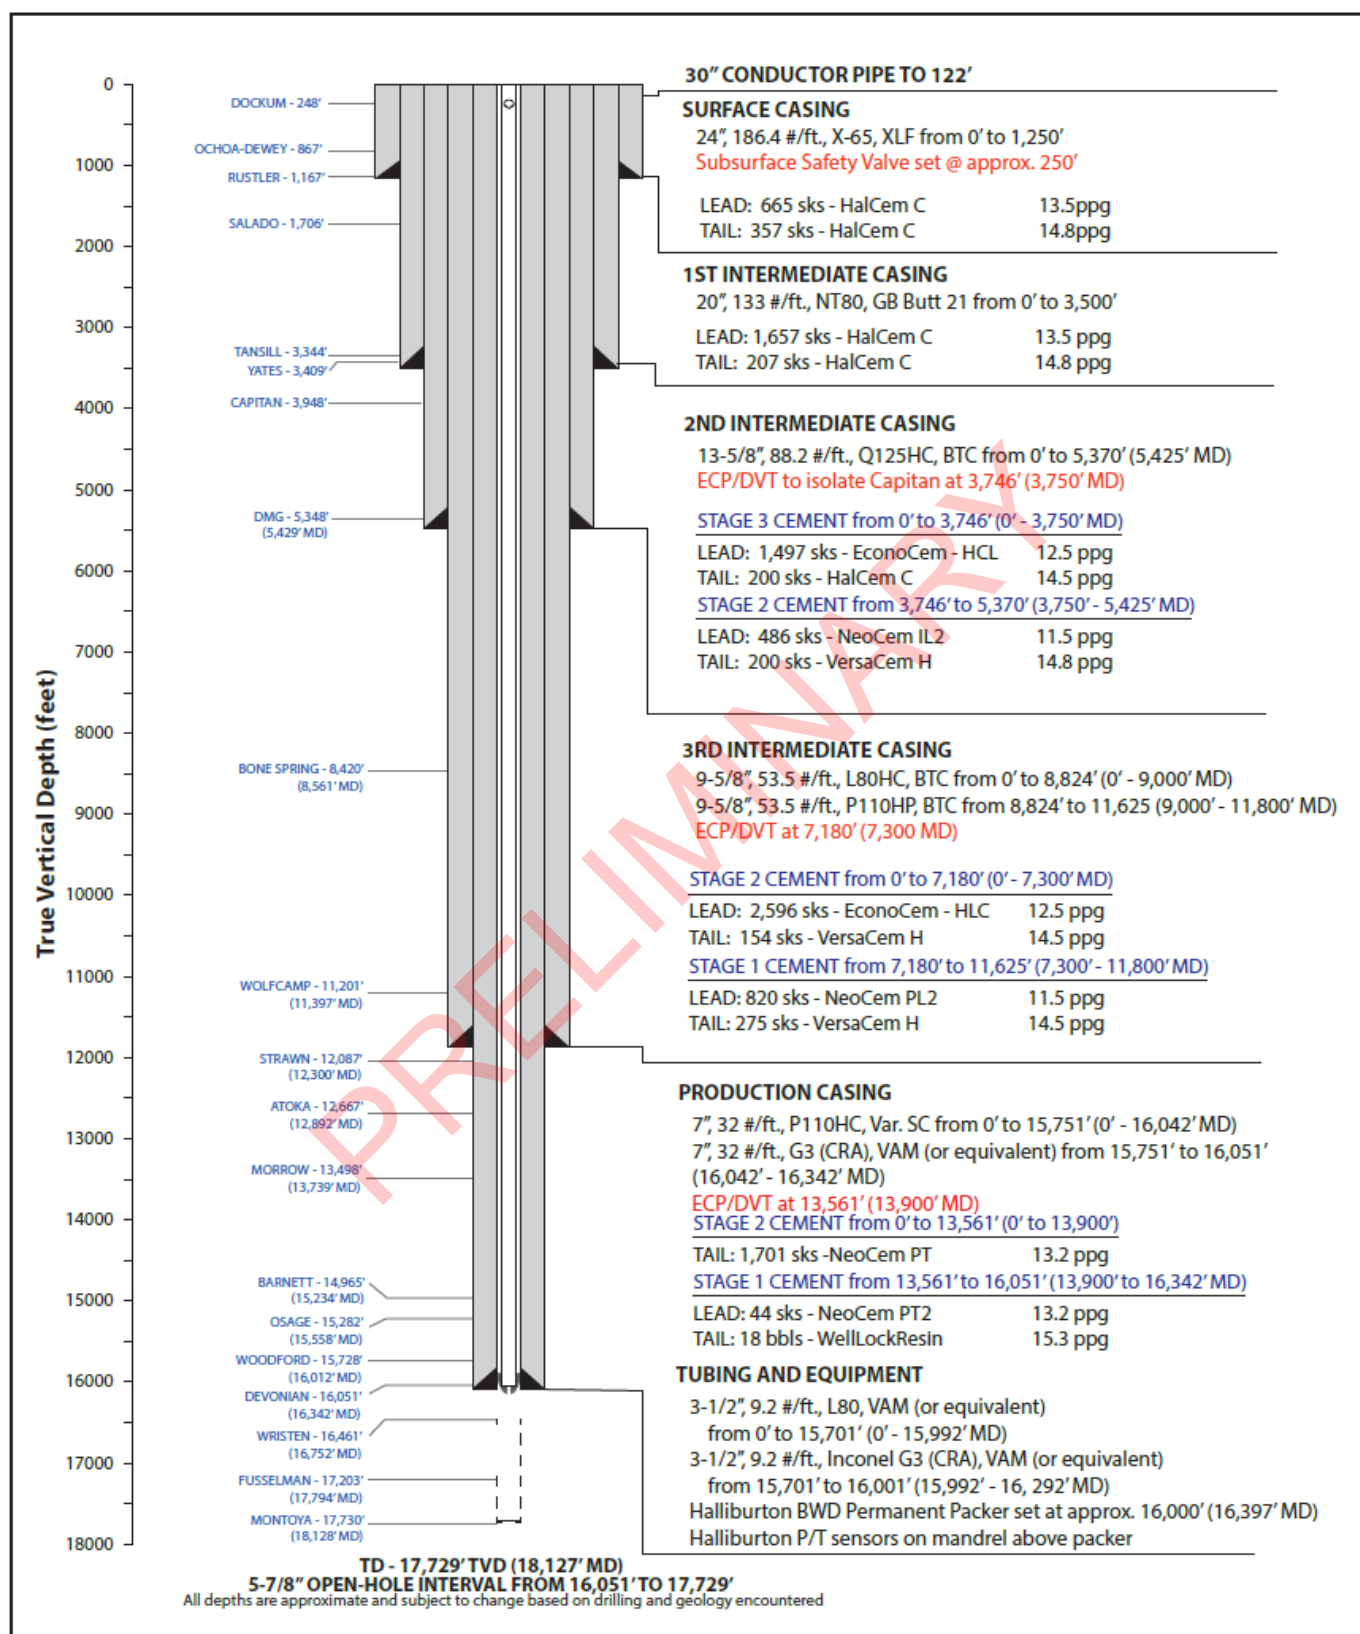 30" CONDUCTOR PIPE TO 122'
SURFACE CASING
24", 186.4 #/ft., X-65, XLF from 0' to 1,250'
Subsurface Safety Valve set @ approx. 250'
LEAD: 665 sks - HalCem C 13.5ppg
TAIL: 357 sks - HalCem C 14.8ppg
1ST INTERMEDIATE CASING
20", 133 #/ft., NT80, GB Butt 21 from 0' to 3,500'
LEAD: 1,657 sks - HalCem C 13.5 ppg
TAIL: 207 sks - HalCem C 14.8 ppg
2ND INTERMEDIATE CASING
13-5/8", 88.2 #/ft., Q125HC, BTC from 0' to 5,370' (5,425' MD)
ECP/DVT to isolate Capitan at 3,746' (3,750' MD)
STAGE 3 CEMENT from 0' to 3,746' (0' - 3,750' MD)
LEAD: 1,497 sks - EconoCem - HCL 12.5 ppg
TAIL: 200 sks - HalCem C 14.5 ppg
STAGE 2 CEMENT from 3,746' to 5,370' (3,750' - 5,425' MD)
LEAD: 486 sks - NeoCem IL2 11.5 ppg
TAIL: 200 sks - VersaCem H 14.8 ppg
3RD INTERMEDIATE CASING
9-5/8", 53.5 #/ft., L80HC, BTC from 0' to 8,824' (0' - 9,000' MD)
9-5/8", 53.5 #/ft., P110HP, BTC from 8,824' to 11,625 (9,000' - 11,800' MD)
ECP/DVT at 7,180' (7,300 MD)
STAGE 2 CEMENT from 0' to 7,180' (0' - 7,300' MD)
LEAD: 2,596 sks - EconoCem - HLC 12.5 ppg
TAIL: 154 sks - VersaCem H 14.5 ppg
STAGE 1 CEMENT from 7,180' to 11,625' (7,300' - 11,800' MD)
LEAD: 820 sks - NeoCem PL2 11.5 ppg
TAIL: 275 sks - VersaCem H 14.5 ppg
PRODUCTION CASING
7", 32 #/ft., P110HC, Var. SC from 0' to 15,751' (0' - 16,042' MD)
7", 32 #/ft., G3 (CRA), VAM (or equivalent) from 15,751' to 16,051'
(16,042' - 16,342' MD)
ECP/DVT at 13,561' (13,900' MD)
STAGE 2 CEMENT from 0' to 13,561' (0' to 13,900')
TAIL: 1,701 sks -NeoCem PT 13.2 ppg
STAGE 1 CEMENT from 13,561' to 16,051' (13,900' to 16,342' MD)
LEAD: 44 sks - NeoCem PT2 13.2 ppg
TAIL: 18 bbls - WellLockResin 15.3 ppg
TUBING AND EQUIPMENT
3-1/2", 9.2 #/ft., L80, VAM (or equivalent)
from 0' to 15,701' (0' - 15,992' MD)
3-1/2", 9.2 #/ft., Inconel G3 (CRA), VAM (or equivalent)
from 15,701' to 16,001' (15,992' - 16, 292' MD)
Halliburton BWD Permanent Packer set at approx. 16,000' (16,397' MD)
Halliburton P/T sensors on mandrel above packer
True Vertical Depth (feet)
0
1000
2000
3000
4000
5000
6000
7000
8000
9000
10000
11000
12000
13000
14000
15000
16000
17000
18000
DOCKUM - 248'
OCHOA-DEWEY - 867'
RUSTLER - 1,167'
SALADO - 1,706'
TANSILL - 3,344'
YATES - 3,409'
CAPITAN - 3,948'
DMG - 5,348'
(5,429' MD)
BONE SPRING - 8,420'
(8,561' MD)
WOLFCAMP - 11,201'
(11,397' MD)
STRAWN - 12,087'
(12,300' MD)
ATOKA - 12,667'
(12,892' MD)
MORROW - 13,498'
(13,739' MD)
BARNETT - 14,965'
(15,234' MD)
OSAGE - 15,282'
(15,558' MD)
WOODFORD - 15,728'
(16,012' MD)
DEVONIAN - 16,051'
(16,342' MD)
WRISTEN - 16,461'
(16,752' MD)
FUSSELMAN - 17,203'
(17,794' MD)
MONTOYA - 17,730'
(18,128' MD)
PRELIMINARY
TD - 17,729' TVD (18,127' MD)
5-7/8" OPEN-HOLE INTERVAL FROM 16,051' TO 17,729'
All depths are approximate and subject to change based on drilling and geology encountered